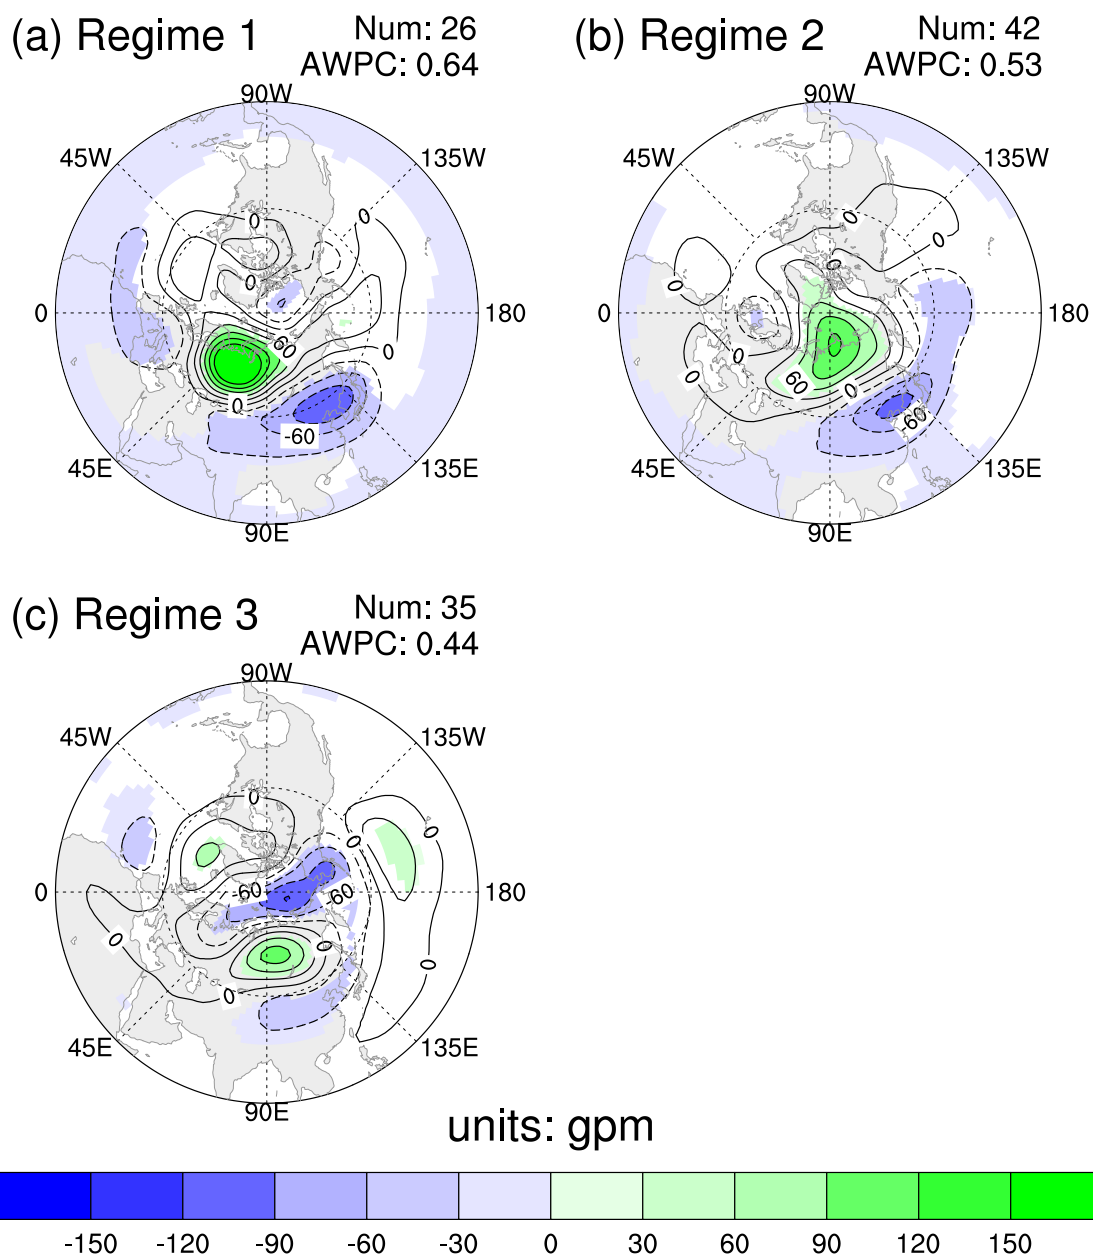 (a) Regime 1
Num: 26
AWPC: 0.64
90W
45W
135W
0
180
45E
135E
90E
0
0
0
0
60
0
-60
(b) Regime 2
Num: 42
AWPC: 0.53
90W
45W
135W
0
180
45E
135E
90E
0
0
0
0
0
0
60
0
-60
(c) Regime 3
Num: 35
AWPC: 0.44
90W
45W
135W
0
180
45E
135E
90E
0
0
0
-60
-60
0
0
0
0
units: gpm
-150 -120 -90 -60 -30 0 30 60 90 120 150